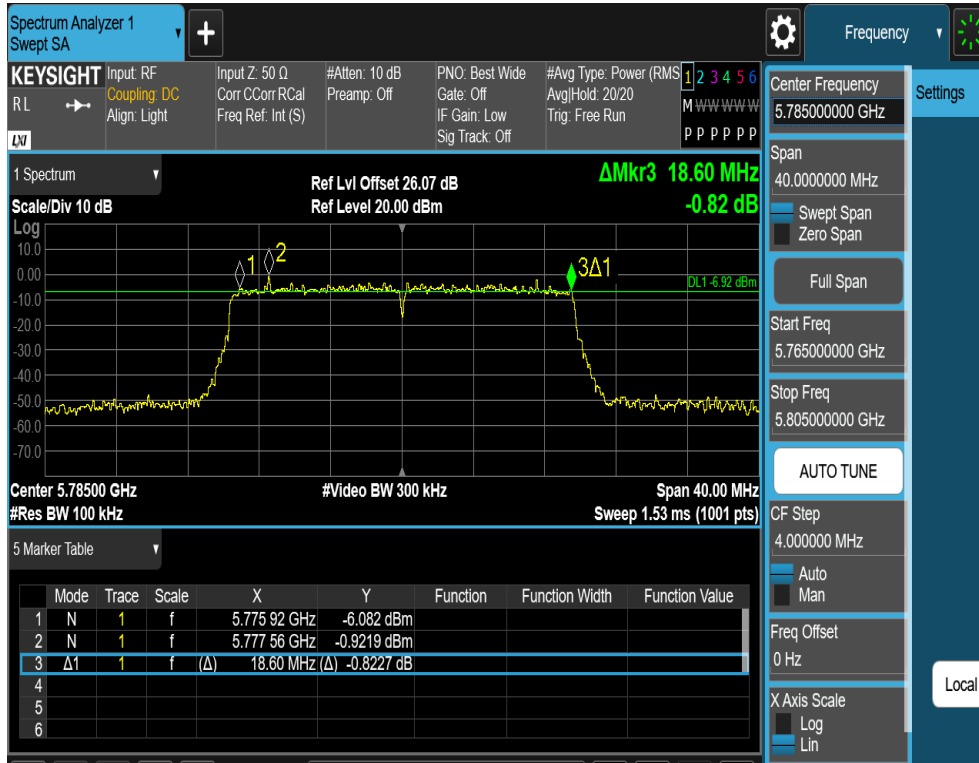 Spectrum Analyzer 1
Swept SA
+
Frequency
KEYSIGHT Input: RF Input Z: 50 Ω #Atten: 10 dB PNO: Best Wide #Avg Type: Power (RMS 1 2 3 4 5 6
RL Coupling: DC Corr CCorr RCal Preamp: Off Gate: Off Avg|Hold: 20/20 M W W W W W
Align: Light Freq Ref: Int (S) IF Gain: Low Trig: Free Run
LXI Sig Track: Off P P P P P P
1 Spectrum
Ref Lvl Offset 26.07 dB
ΔMkr3 18.60 MHz
Scale/Div 10 dB Ref Level 20.00 dBm -0.82 dB
Log
10.0
0.00
-10.0
-20.0
-30.0
-40.0
-50.0
-60.0
-70.0
1
2
3Δ1
DL1 -6.92 dBm
Center 5.78500 GHz #Video BW 300 kHz Span 40.00 MHz
#Res BW 100 kHz Sweep 1.53 ms (1001 pts)
5 Marker Table
Mode Trace Scale X Y Function Function Width Function Value
1 N 1 f 5.775 92 GHz -6.082 dBm
2 N 1 f 5.777 56 GHz -0.9219 dBm
3 Δ1 1 f (Δ) 18.60 MHz (Δ) -0.8227 dB
4
5
6
Center Frequency
5.785000000 GHz
Settings
Span
40.0000000 MHz
Swept Span
Zero Span
Full Span
Start Freq
5.765000000 GHz
Stop Freq
5.805000000 GHz
AUTO TUNE
CF Step
4.000000 MHz
Auto
Man
Freq Offset
0 Hz
X Axis Scale
Log
Lin
Local